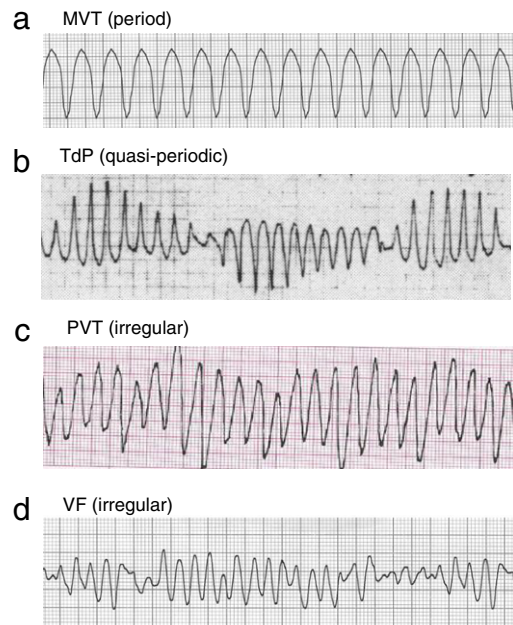 a MVT (period)
b TdP (quasi-periodic)
c PVT (irregular)
d VF (irregular)